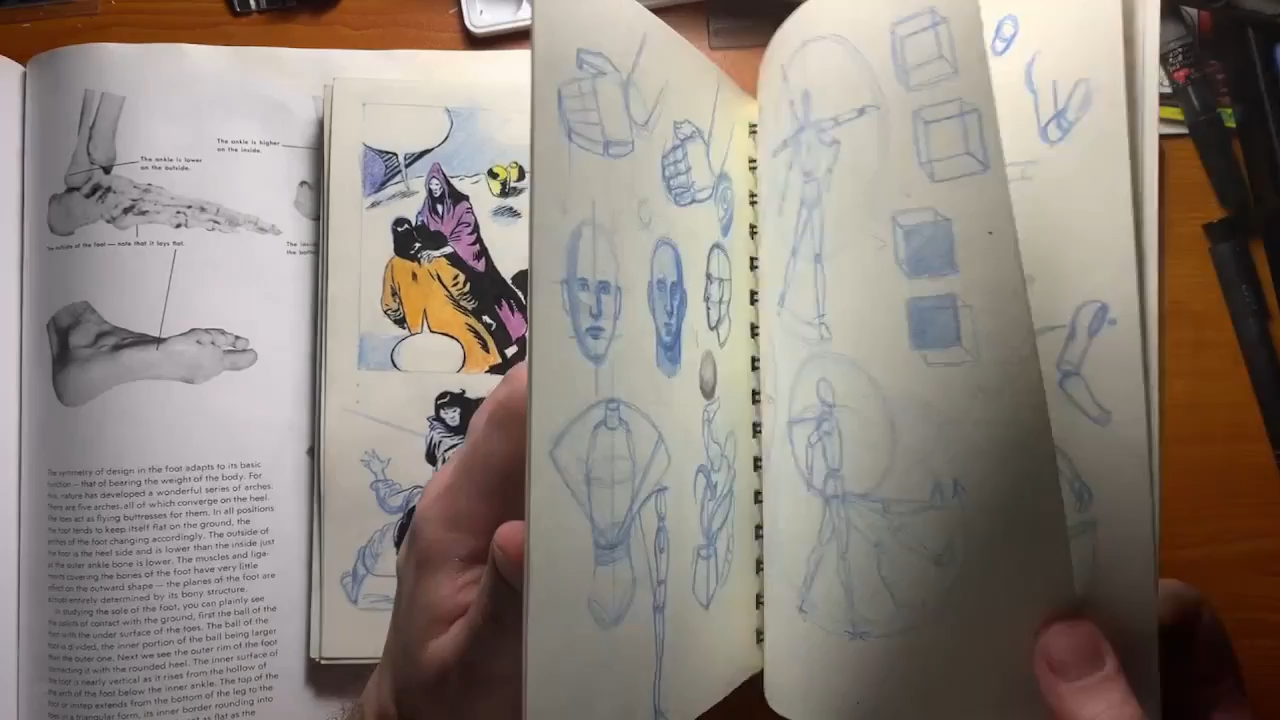 The ankle is higher
on the inside.
The ankle is lower
on the outside.
The outside of the foot — note that it lays flat.
The
the
The symmetry of design in the foot adapts to its basic
function — that of bearing the weight of the body. For
this, nature has developed a wonderful series of arches.
There are five arches, all of which converge on the heel.
The toes act as flying buttresses for them. In all positions
the foot tends to keep itself flat on the ground, the
arches of the foot changing accordingly. The outside of
the foot is the heel side and is lower than the inside just
as the outer ankle bone is lower. The muscles and liga-
ments covering the bones of the foot have very little
effect on the outward shape — the planes of the foot are
almost entirely determined by its bony structure.
In studying the sole of the foot, you can plainly see
the points of contact with the ground, first the ball of the
foot with the under surface of the toes. The ball of the
foot is divided, the inner portion of the ball being larger
than the outer one. Next we see the outer rim of the foot
connecting it with the rounded heel. The inner surface of
the foot is nearly vertical as it rises from the hollow of
the arch of the foot below the inner ankle. The top of the
foot or instep extends from the bottom of the leg to the
toes in a triangular form, its inner border rounding into
as flat as the